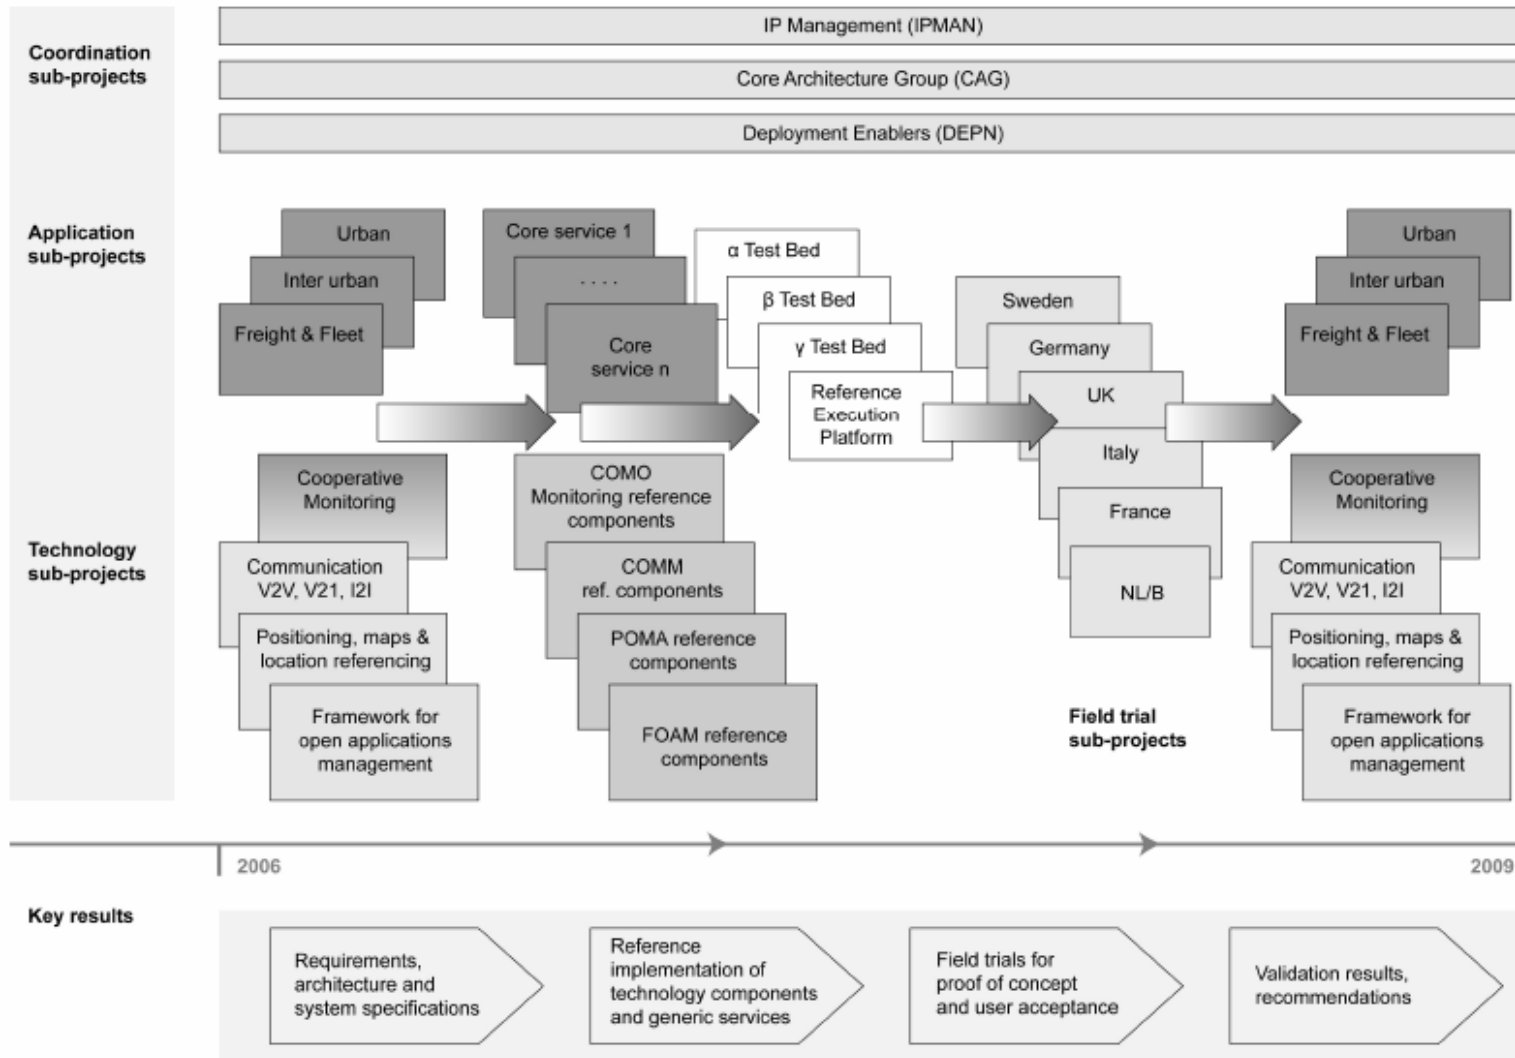 IP Management (IPMAN)
Coordination
sub-projects
Core Architecture Group (CAG)
Deployment Enablers (DEPN)
Application
sub-projects
Urban
Inter urban
Freight & Fleet
Core service 1
. . . .
Core
service n
α Test Bed
β Test Bed
γ Test Bed
Reference
Execution
Platform
Sweden
Germany
UK
Italy
France
NL/B
Urban
Inter urban
Freight & Fleet
Technology
sub-projects
Cooperative
Monitoring
Communication
V2V, V21, I2I
Positioning, maps &
location referencing
Framework for
open applications
management
COMO
Monitoring reference
components
COMM
ref. components
POMA reference
components
FOAM reference
components
Field trial
sub-projects
Cooperative
Monitoring
Communication
V2V, V21, I2I
Positioning, maps &
location referencing
Framework for
open applications
management
2006
2009
Key results
Requirements,
architecture and
system specifications
Reference
implementation of
technology components
and generic services
Field trials for
proof of concept
and user acceptance
Validation results,
recommendations